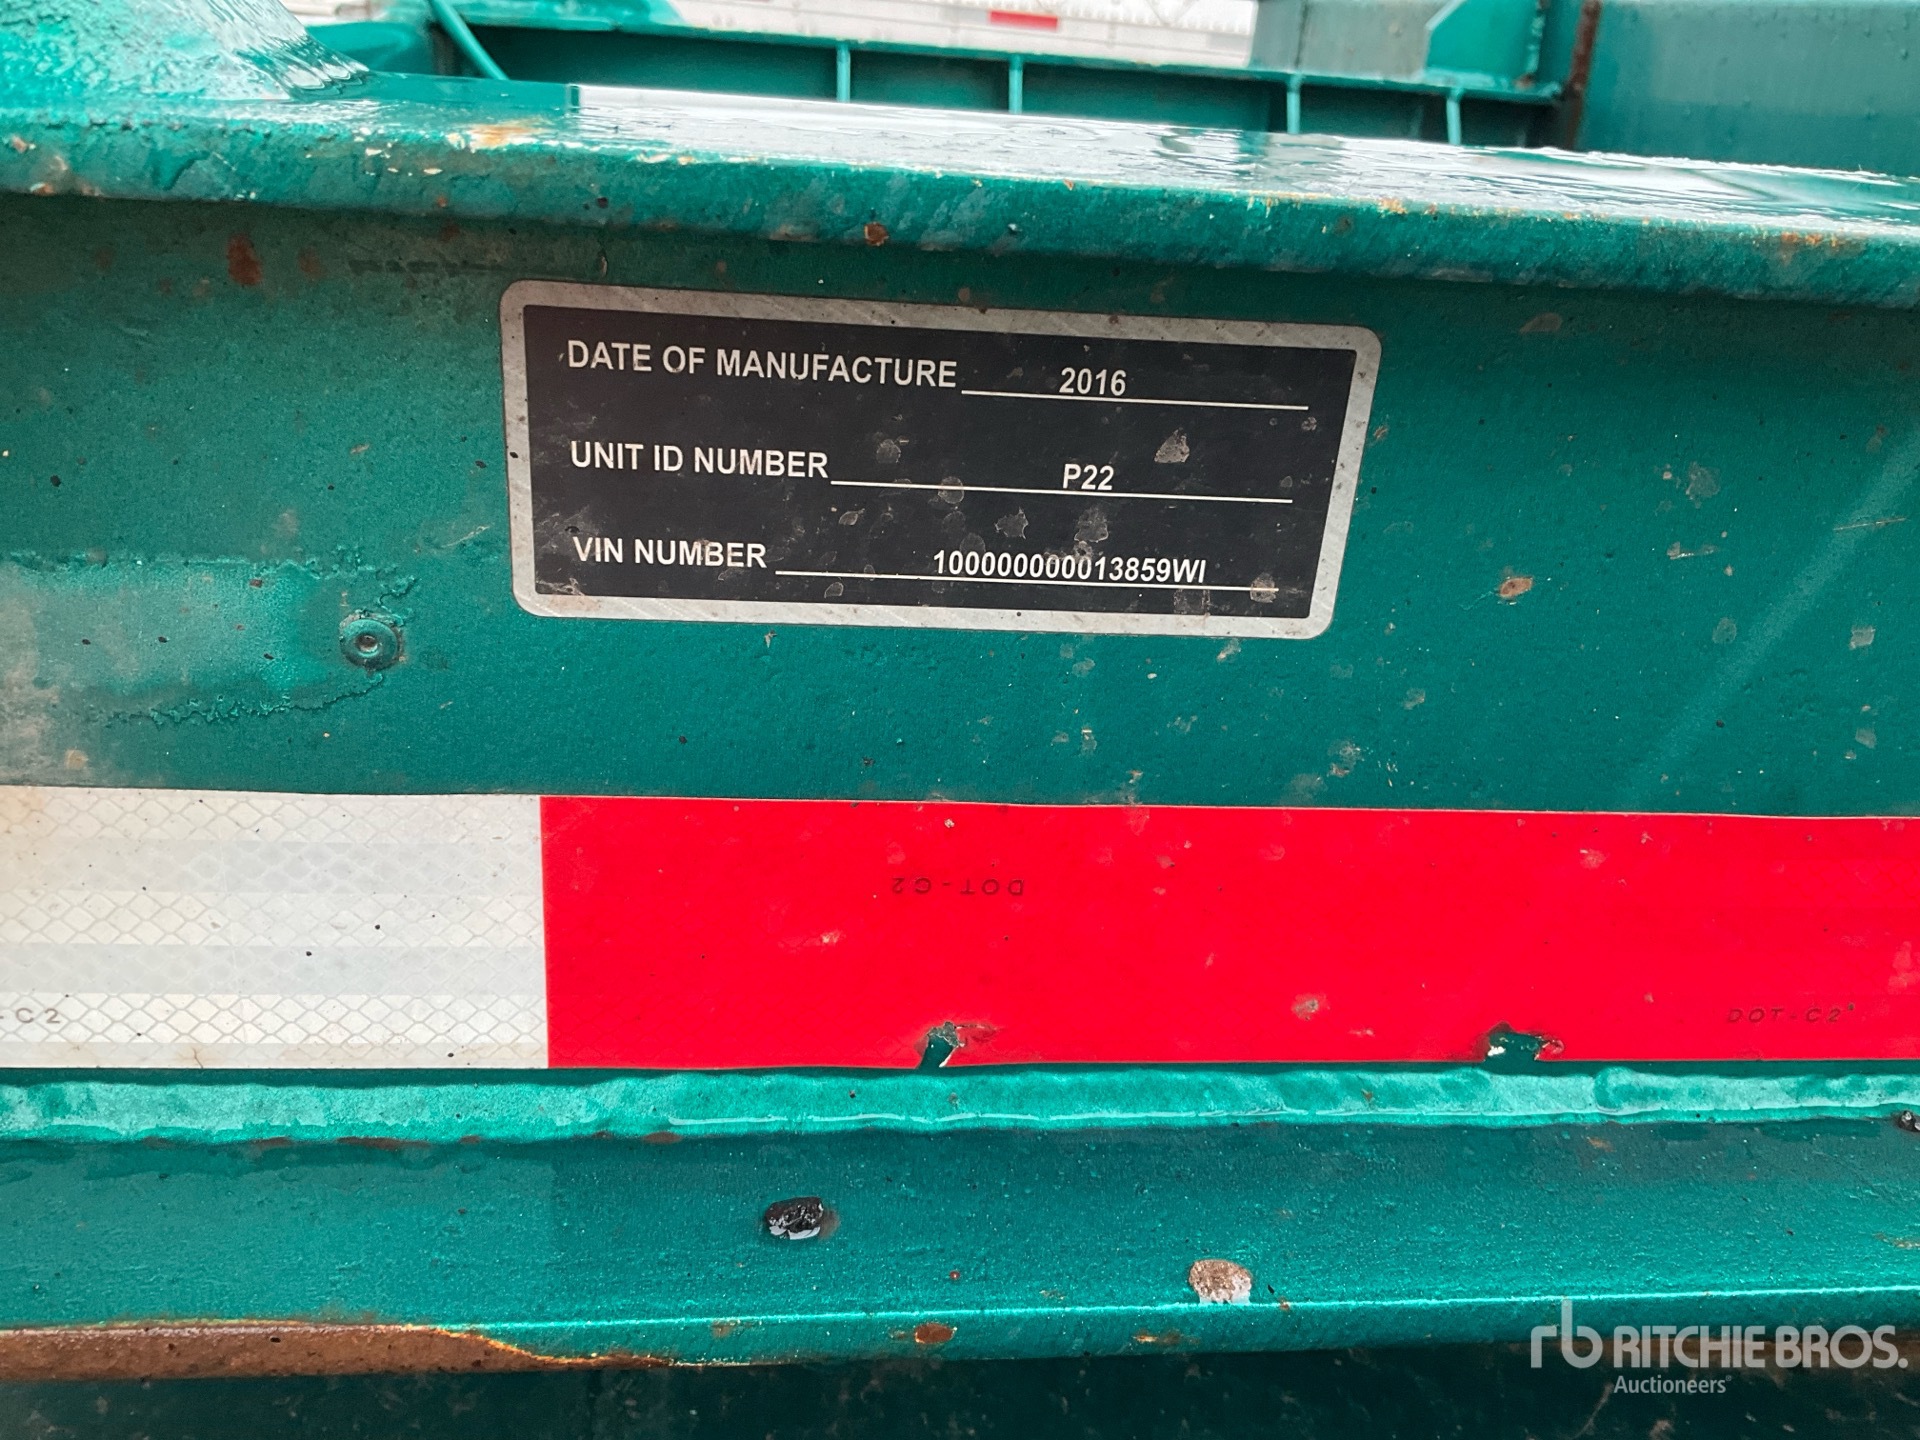 DATE OF MANUFACTURE 2016
UNIT ID NUMBER P22
VIN NUMBER 100000000013859WI
DOT-C2
-C2
DOT-C2
rb RITCHIE BROS.
Auctioneers